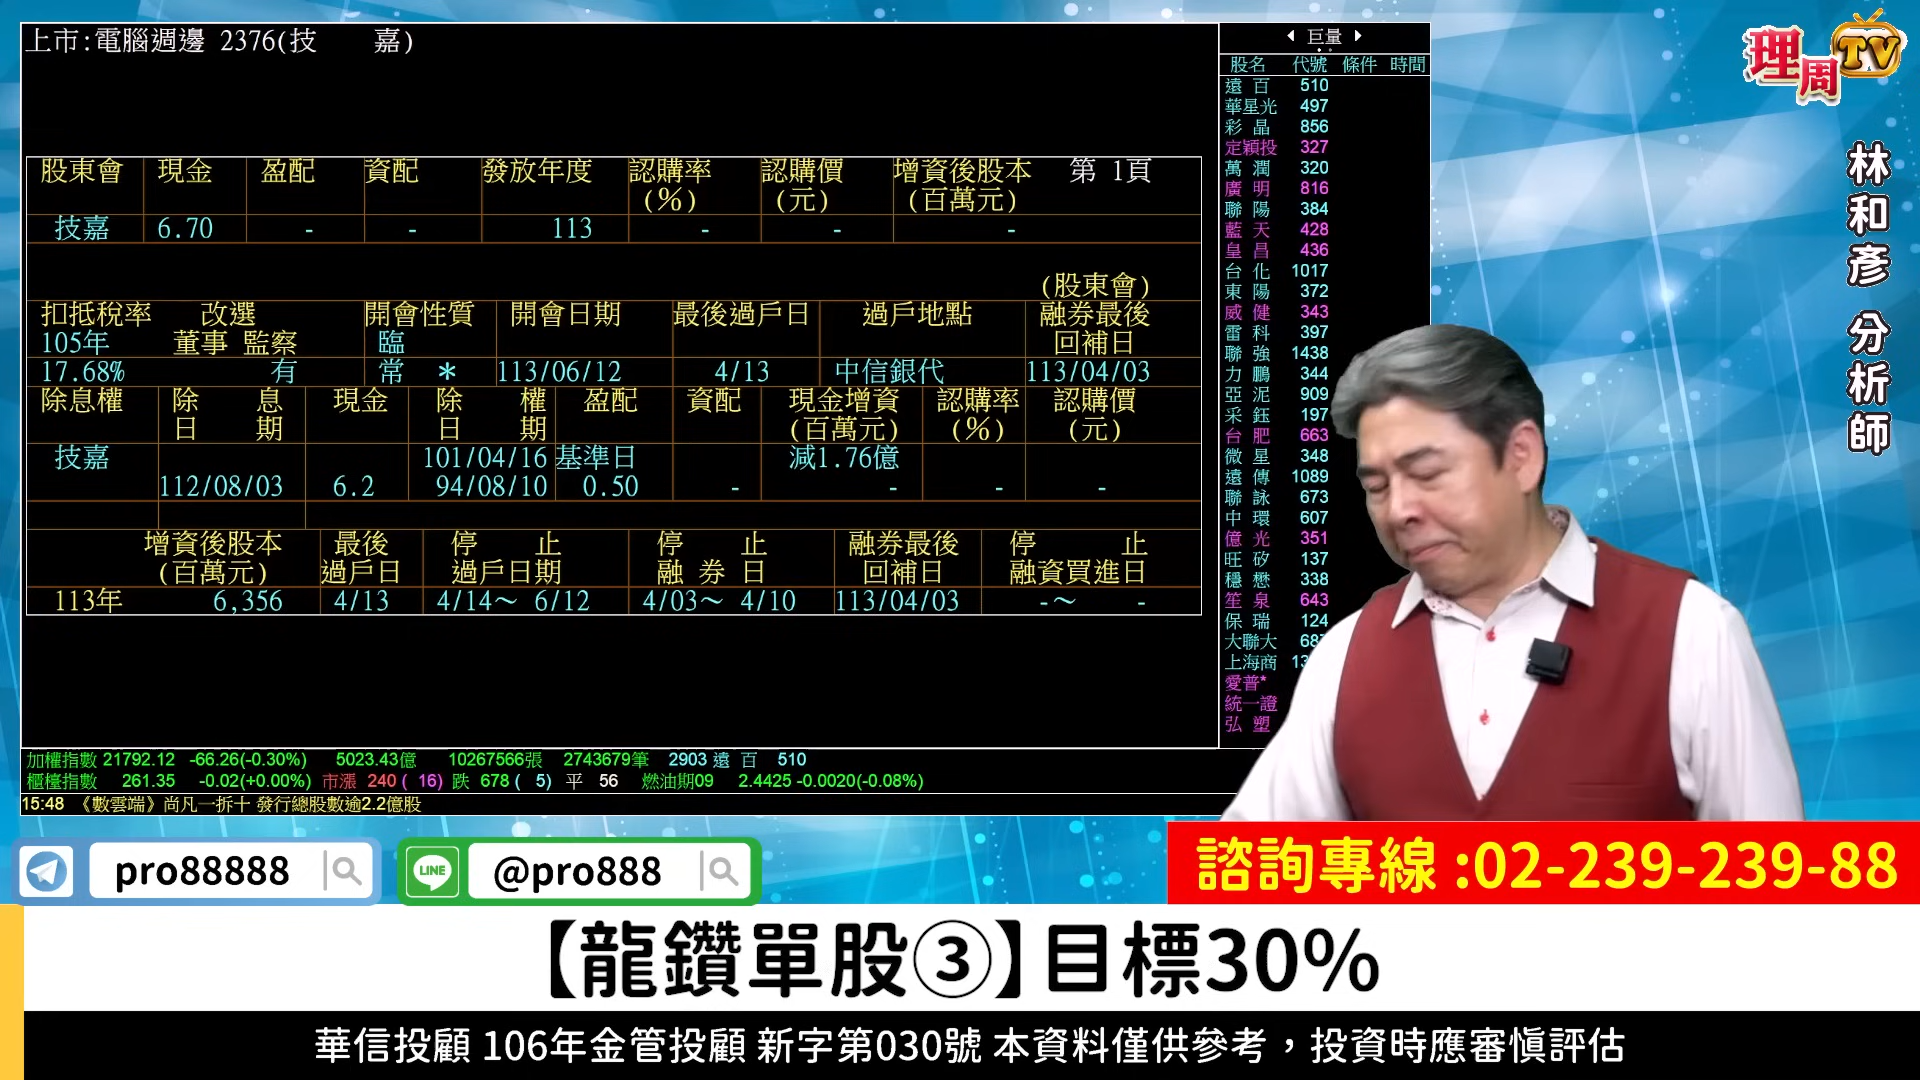 上市:電腦週邊 2376(技 嘉)
股東會 現金 盈配 資配 發放年度 認購率 認購價 增資後股本 第 1頁
(%) (元) (百萬元)
技嘉 6.70 - - 113 - - -
(股東會)
扣抵稅率 改選 開會性質 開會日期 最後過戶日 過戶地點 融券最後
105年 董事 監察 臨 回補日
17.68% 有 常 * 113/06/12 4/13 中信銀代 113/04/03
除息權 除 息 現金 除 權 盈配 資配 現金增資 認購率 認購價
日 期 日 期 (百萬元) (%) (元)
技嘉 101/04/16 基準日 減1.76億
112/08/03 6.2 94/08/10 0.50 - - - -
增資後股本 最後 停 止 停 止 融券最後 停 止
(百萬元) 過戶日 過戶日期 融 券 日 回補日 融資買進日
113年 6,356 4/13 4/14～ 6/12 4/03～ 4/10 113/04/03 -～ -
巨量
股名 代號 條件 時間
遠 百 510
華星光 497
彩 晶 856
定穎投 327
萬 潤 320
廣 明 816
聯 陽 384
藍 天 428
皇 昌 436
台 化 1017
東 陽 372
威 健 343
雷 科 397
聯 強 1438
力 鵬 344
亞 泥 909
采 鈺 197
台 肥 663
微 星 348
遠 傳 1089
聯 詠 673
中 環 607
億 光 351
旺 矽 137
穩 懋 338
笙 泉 643
保 瑞 124
大聯大
上海商
愛普*
統一證
弘 塑
加權指數 21792.12 -66.26(-0.30%) 5023.43億 10267566張 2743679筆 2903 遠 百 510
櫃檯指數 261.35 -0.02(+0.00%) 市漲 240 ( 16) 跌 678 ( 5) 平 56 燃油期09 2.4425 -0.0020(-0.08%)
15:48 《數雲端》尚凡一拆十 發行總股數逾2.2億股
理周TV
林和彥 分析師
pro88888
LINE
@pro888
諮詢專線 :02-239-239-88
【龍鑽單股③】目標30%
華信投顧 106年金管投顧 新字第030號 本資料僅供參考，投資時應審慎評估